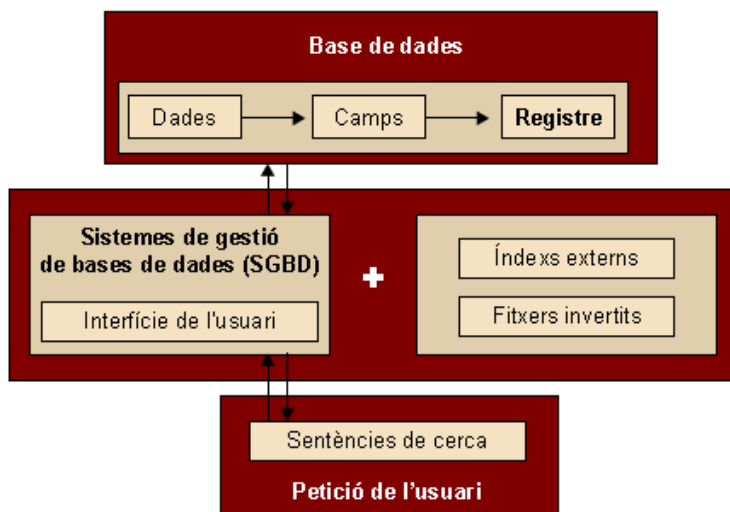 Base de dades
Dades
Camps
Registre
Sistemes de gestió
de bases de dades (SGBD)
Interfície de l'usuari
Índexs externs
Fitxers invertits
Sentències de cerca
Petició de l'usuari